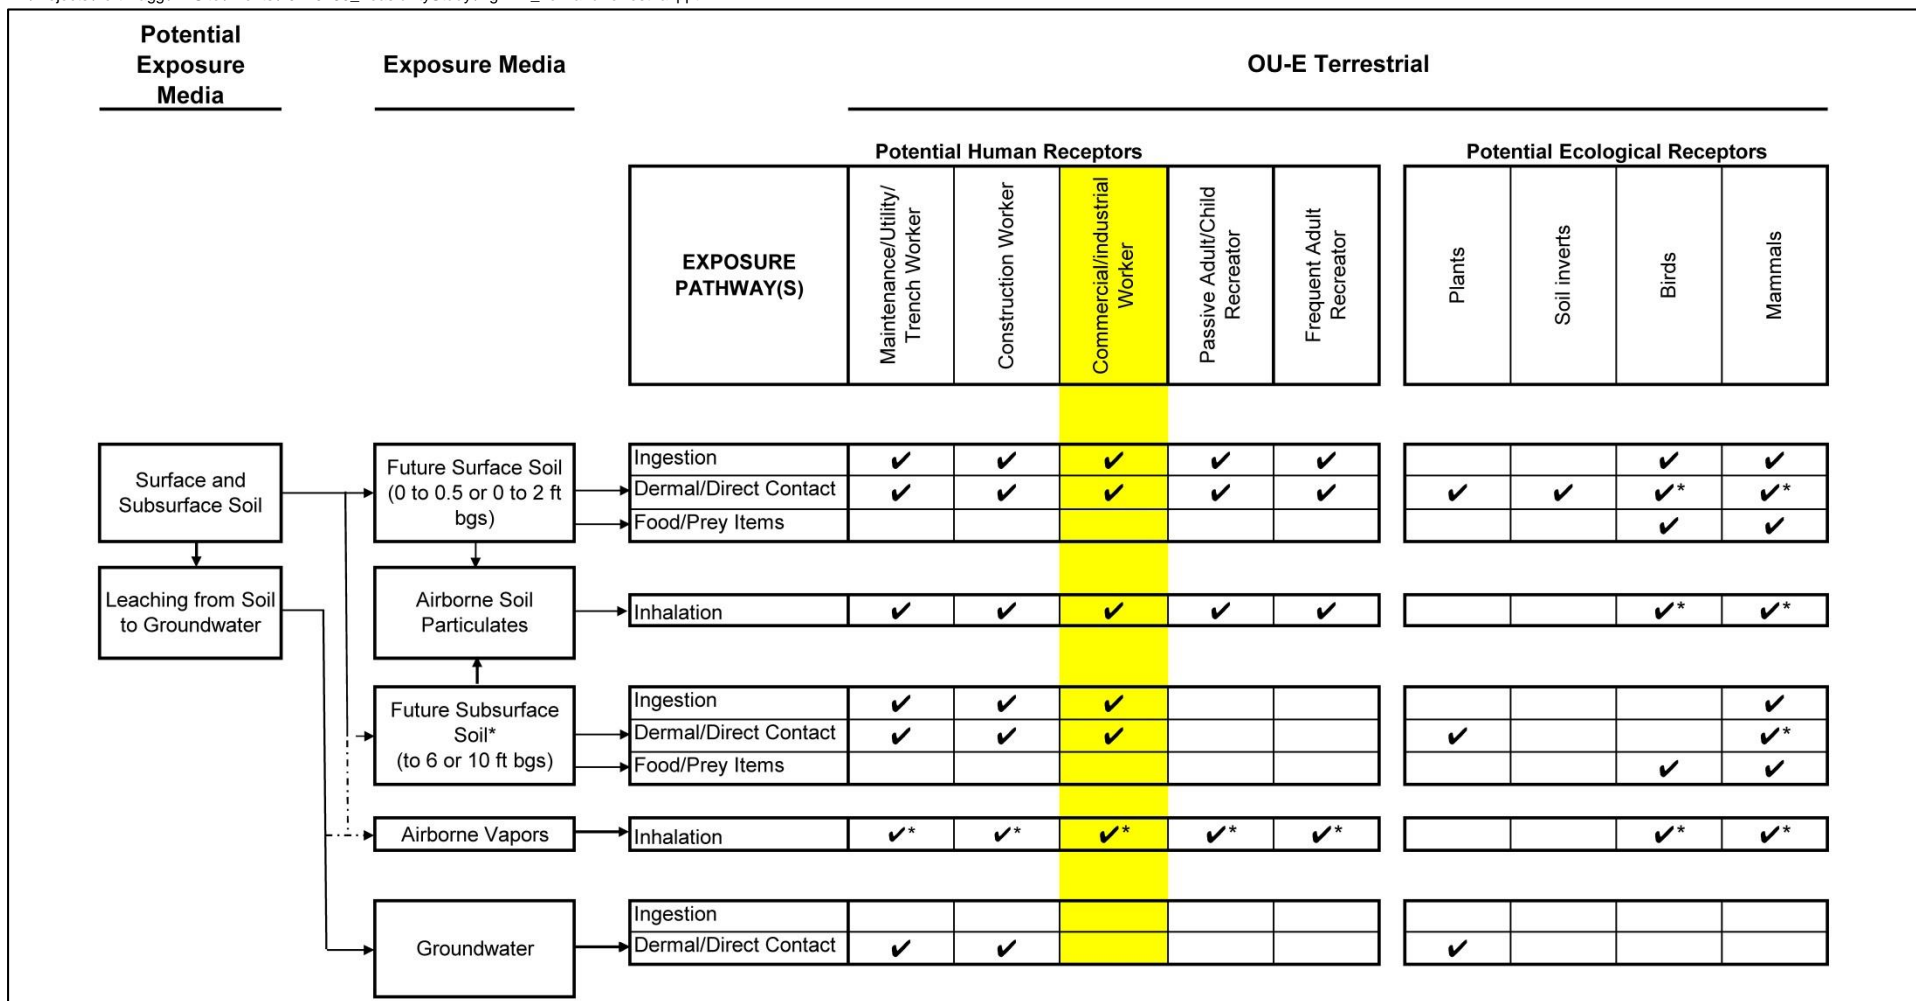 Potential
Exposure
Media
Exposure Media
OU-E Terrestrial
Potential Human Receptors
Potential Ecological Receptors
EXPOSURE
PATHWAY(S)
Maintenance/Utility/
Trench Worker
Construction Worker
Commercial/industrial
Worker
Passive Adult/Child
Recreator
Frequent Adult
Recreator
Plants
Soil inverts
Birds
Mammals
Surface and
Subsurface Soil
Future Surface Soil
(0 to 0.5 or 0 to 2 ft
bgs)
Ingestion ✔ ✔ ✔ ✔ ✔ ✔ ✔
Dermal/Direct Contact ✔ ✔ ✔ ✔ ✔ ✔ ✔ ✔* ✔*
Food/Prey Items ✔ ✔
Leaching from Soil
to Groundwater
Airborne Soil
Particulates
Inhalation ✔ ✔ ✔ ✔ ✔ ✔* ✔*
Future Subsurface
Soil*
(to 6 or 10 ft bgs)
Ingestion ✔ ✔ ✔ ✔
Dermal/Direct Contact ✔ ✔ ✔ ✔ ✔*
Food/Prey Items ✔ ✔
Airborne Vapors
Inhalation ✔* ✔* ✔* ✔* ✔* ✔* ✔*
Groundwater
Ingestion
Dermal/Direct Contact ✔ ✔ ✔